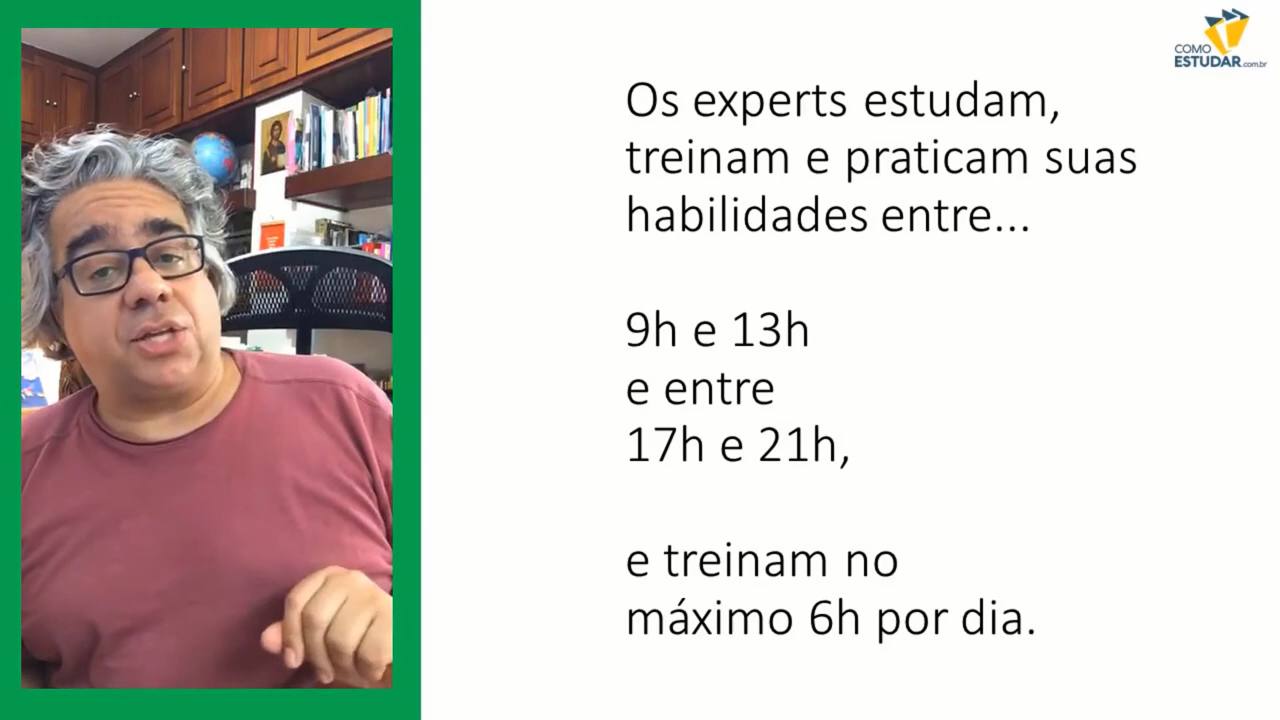 COMO
ESTUDAR.com.br
Os experts estudam,
treinam e praticam suas
habilidades entre...
9h e 13h
e entre
17h e 21h,
e treinam no
máximo 6h por dia.